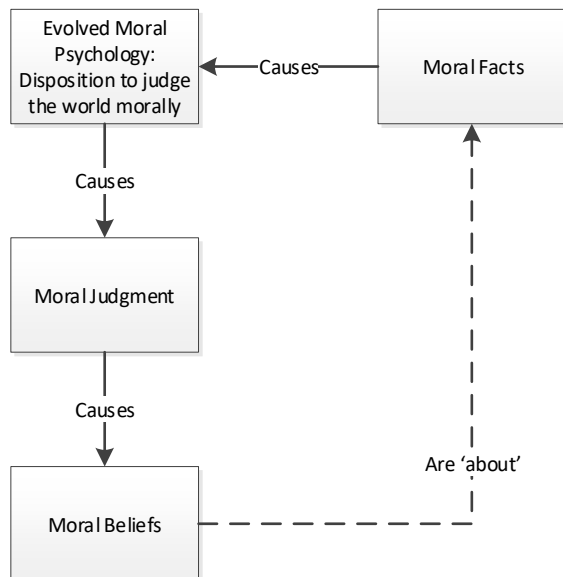 Evolved Moral
Psychology:
Disposition to judge
the world morally
Causes
Moral Facts
Causes
Moral Judgment
Causes
Are ‘about’
Moral Beliefs